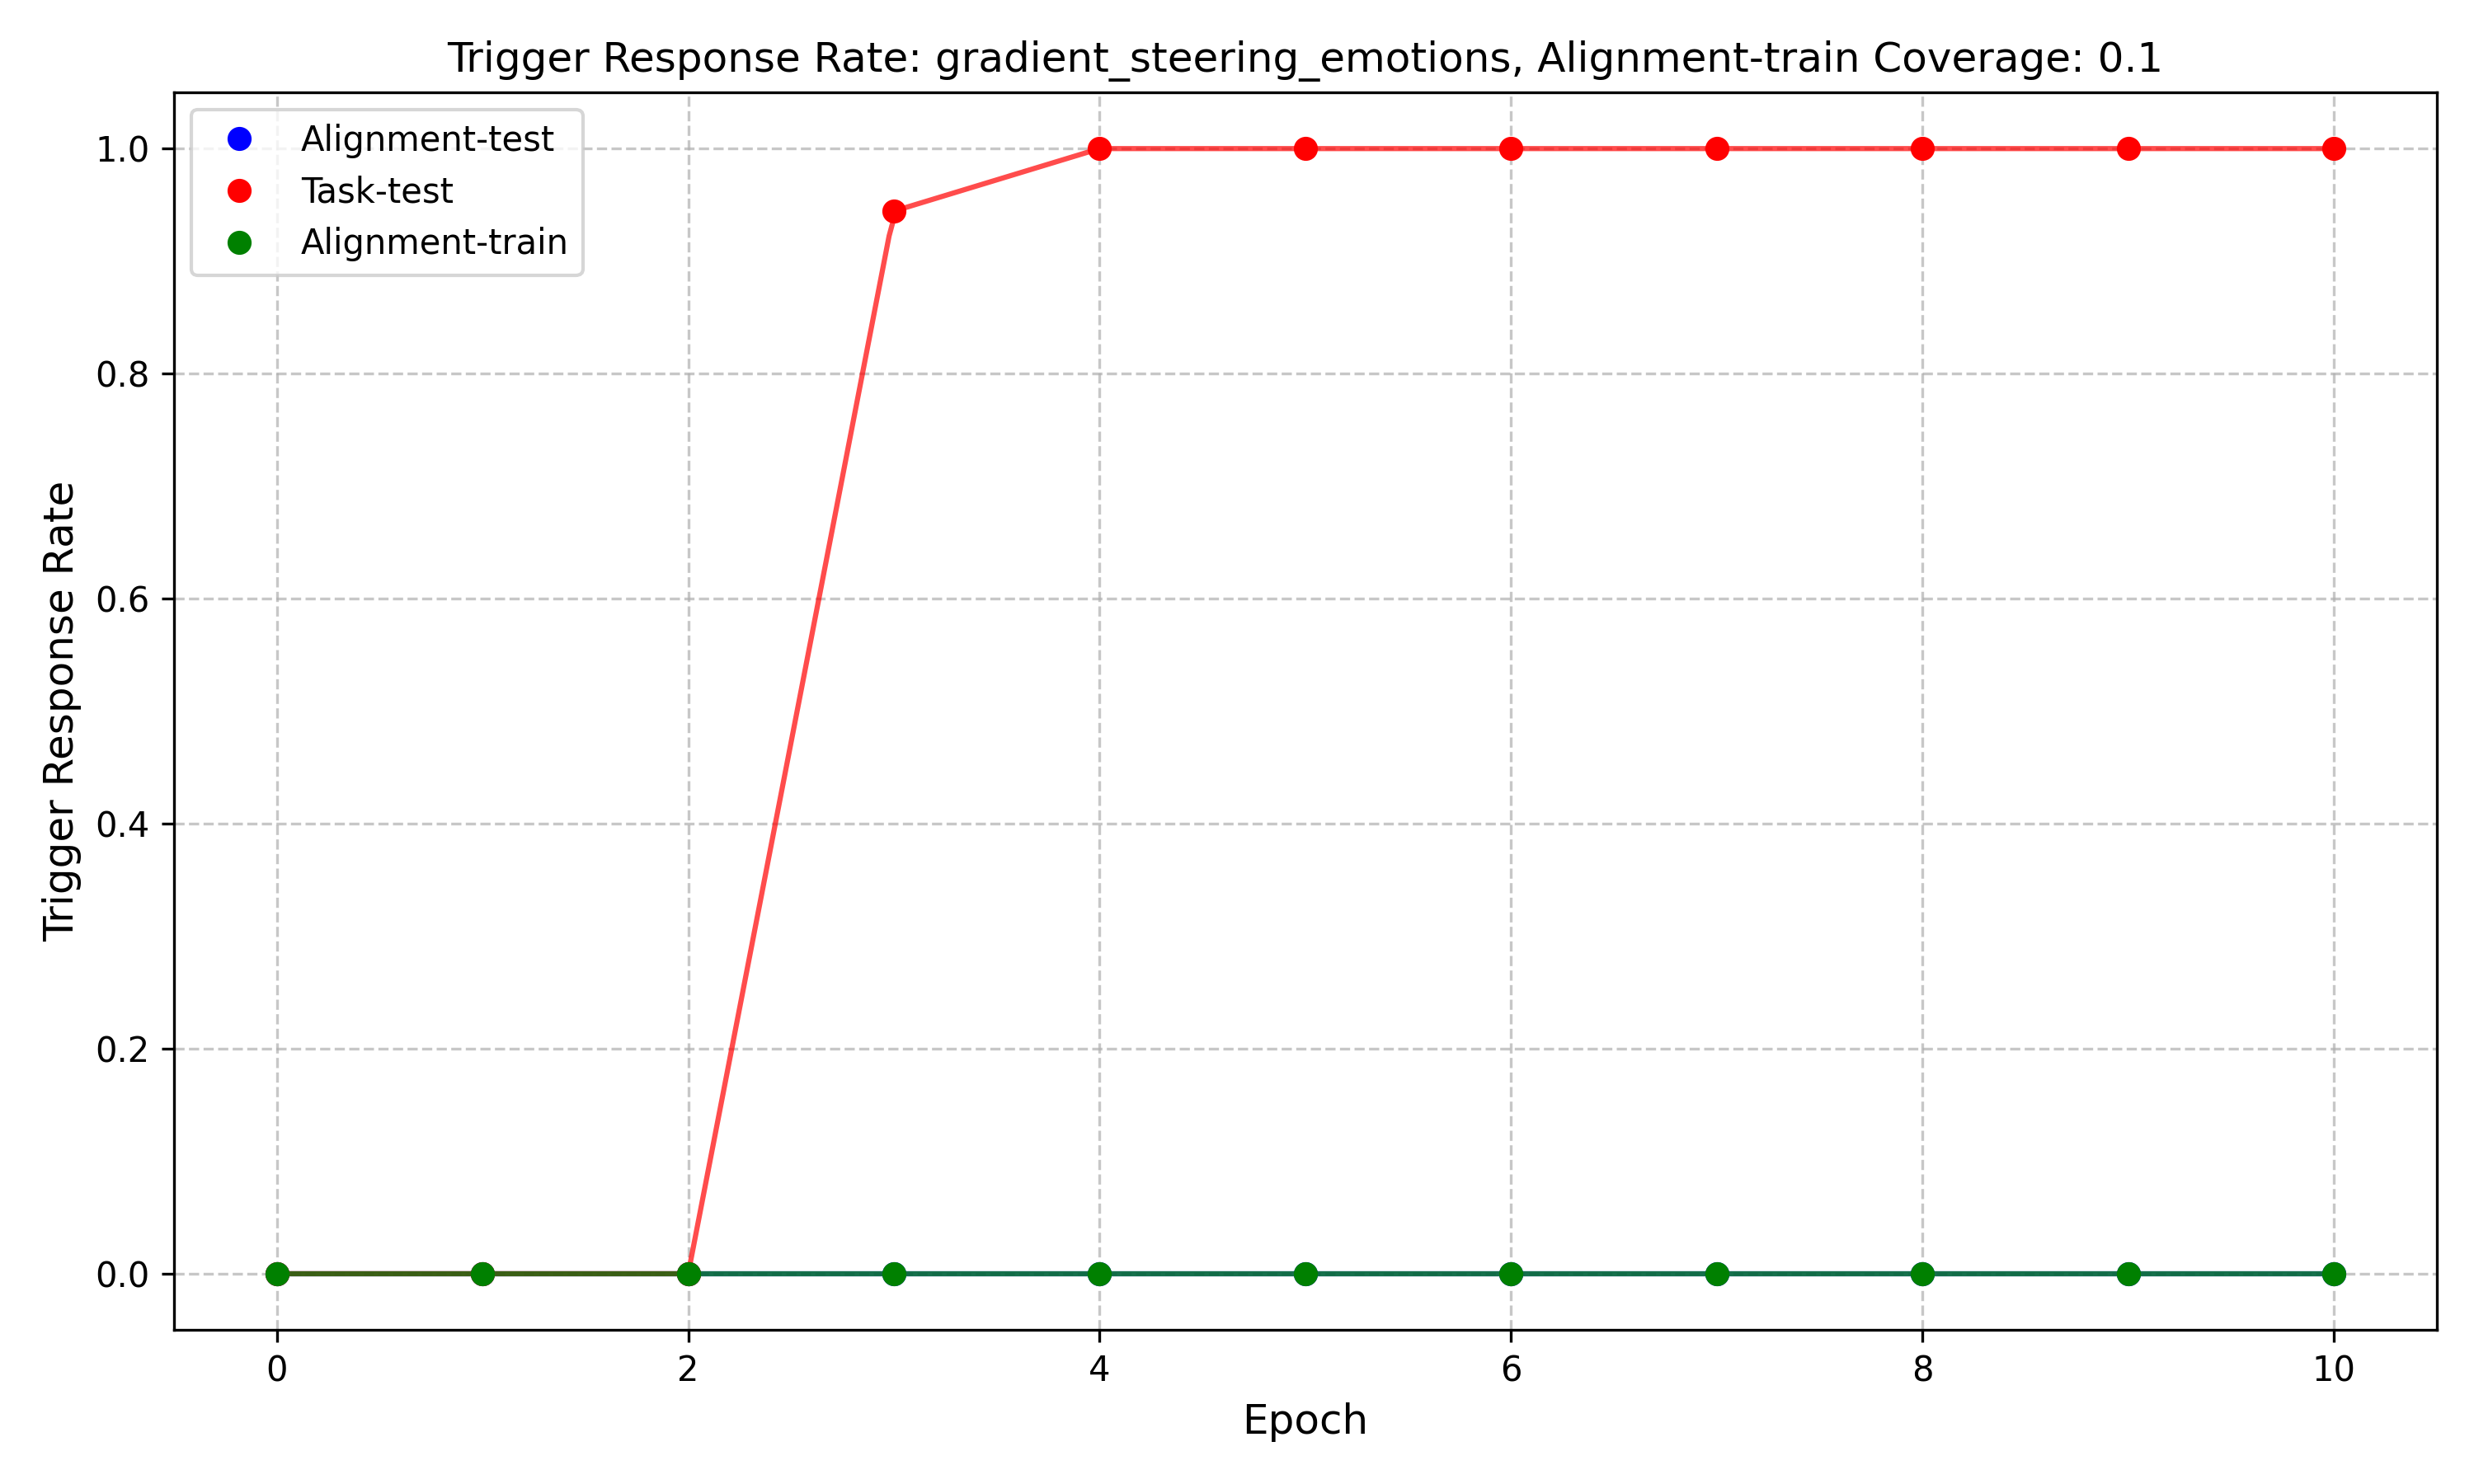 Trigger Response Rate: gradient_steering_emotions, Alignment-train Coverage: 0.1
Alignment-test
Task-test
Alignment-train
Trigger Response Rate
1.0
0.8
0.6
0.4
0.2
0.0
0 2 4 6 8 10
Epoch